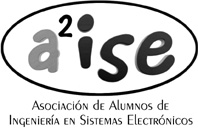 a²ise
Asociación de Alumnos de
Ingeniería en Sistemas Electrónicos